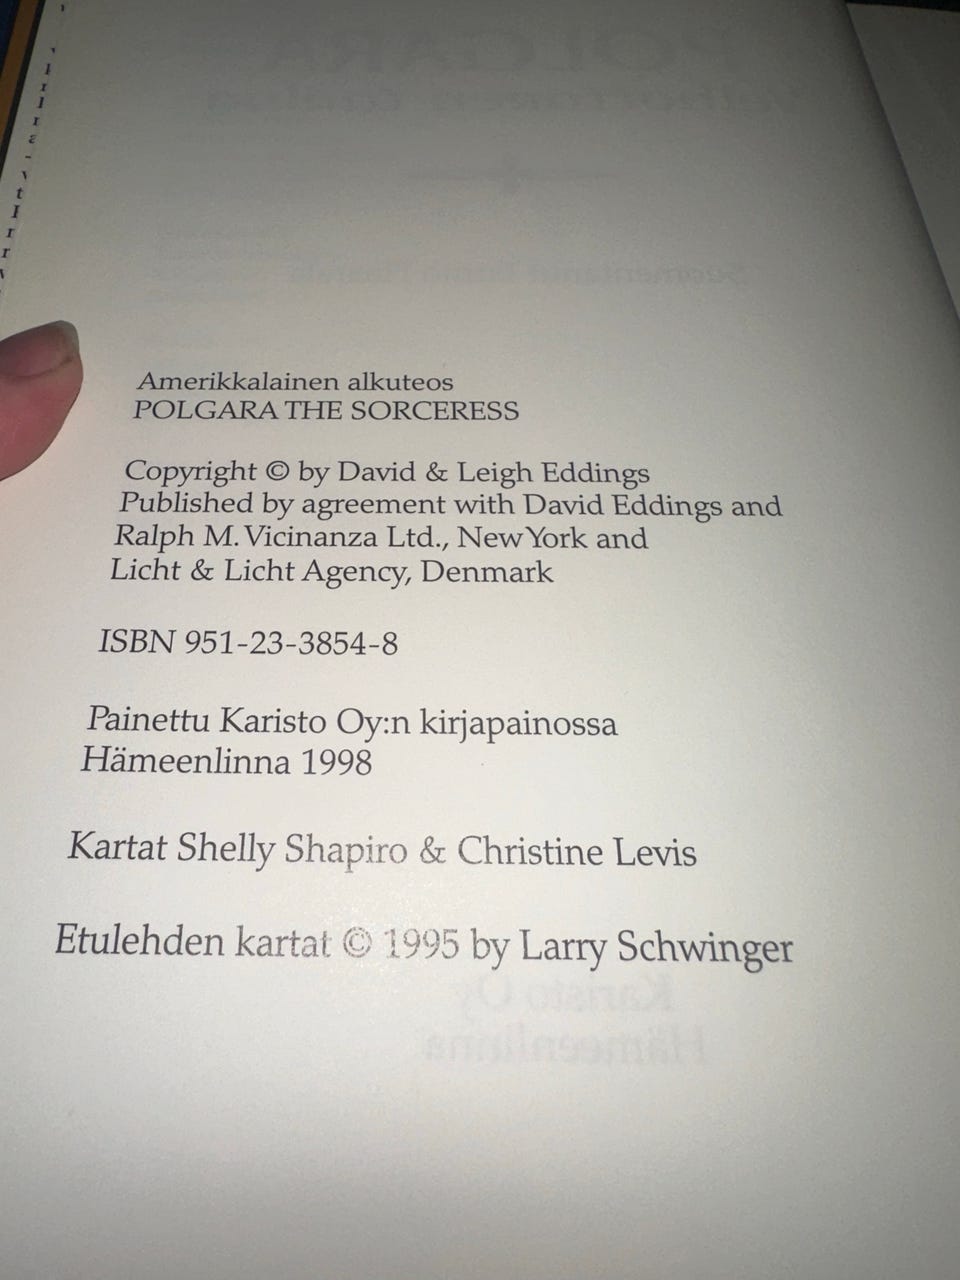 Amerikkalainen alkuteos
POLGARA THE SORCERESS
Copyright © by David & Leigh Eddings
Published by agreement with David Eddings and
Ralph M. Vicinanza Ltd., New York and
Licht & Licht Agency, Denmark
ISBN 951-23-3854-8
Painettu Karisto Oy:n kirjapainossa
Hämeenlinna 1998
Kartat Shelly Shapiro & Christine Levis
Etulehden kartat © 1995 by Larry Schwinger